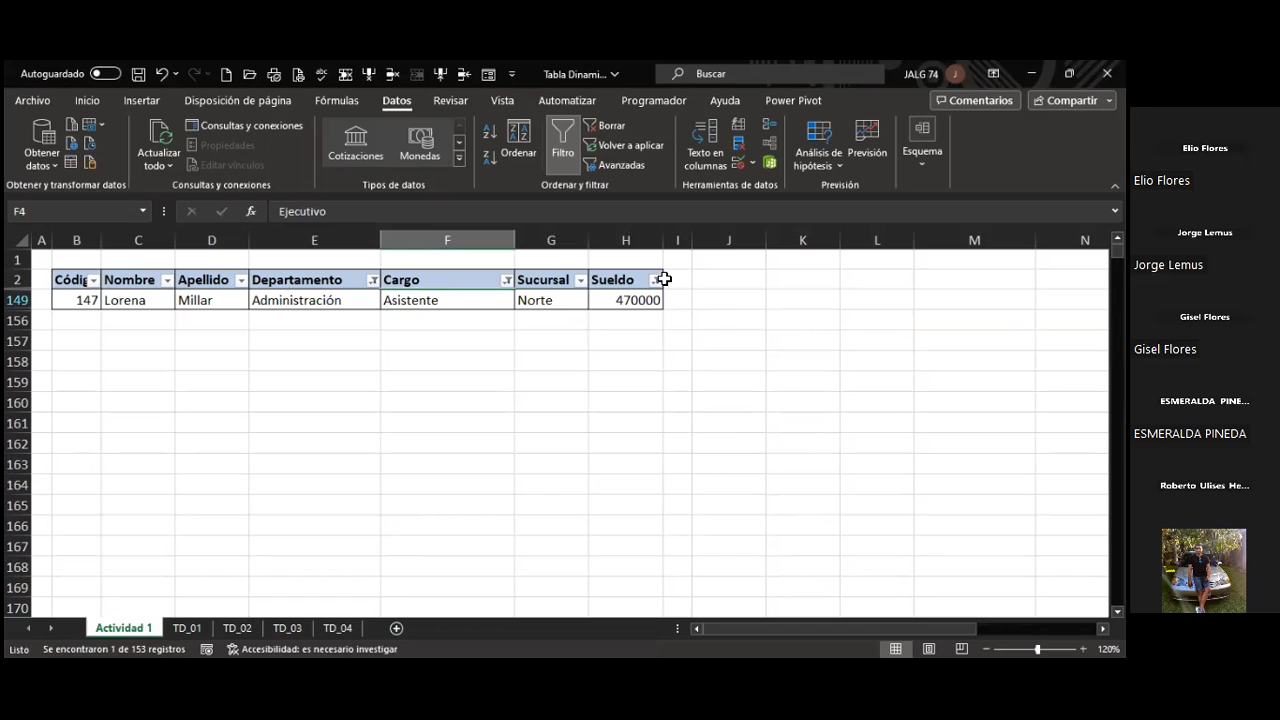 Autoguardado
Tabla Dinami...
Buscar
JALG 74
J
Archivo Inicio Insertar Disposición de página Fórmulas Datos Revisar Vista Automatizar Programador Ayuda Power Pivot
Comentarios
Compartir
Obtener datos
Actualizar todo
Consultas y conexiones
Propiedades
Editar vínculos
Cotizaciones
Monedas
Ordenar
Filtro
Borrar
Volver a aplicar
Avanzadas
Texto en columnas
Análisis de hipótesis
Previsión
Esquema
Obtener y transformar datos
Consultas y conexiones
Tipos de datos
Ordenar y filtrar
Herramientas de datos
Previsión
F4
fx
Ejecutivo
A B C D E F G H I J K L M N
1
2 Códig Nombre Apellido Departamento Cargo Sucursal Sueldo
149 147 Lorena Millar Administración Asistente Norte 470000
156
157
158
159
160
161
162
163
164
165
166
167
168
169
170
Actividad 1 TD_01 TD_02 TD_03 TD_04
Listo Se encontraron 1 de 153 registros Accesibilidad: es necesario investigar
120%
Elio Flores
Elio Flores
Jorge Lemus
Jorge Lemus
Gisel Flores
Gisel Flores
ESMERALDA PINE...
ESMERALDA PINEDA
Roberto Ulises He...